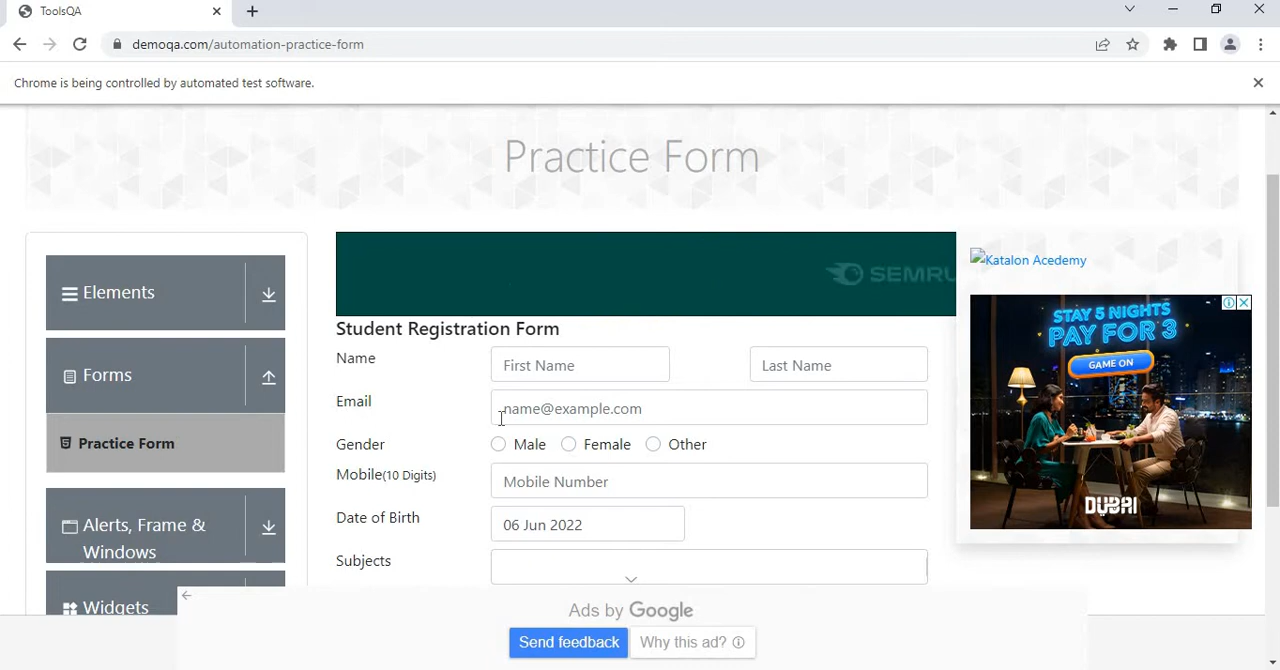 ToolsQA
demoqa.com/automation-practice-form
Chrome is being controlled by automated test software.
Practice Form
Elements
Forms
Practice Form
Alerts, Frame &
Windows
Widgets
Student Registration Form
Name
First Name
Last Name
Email
name@example.com
Gender
Male
Female
Other
Mobile(10 Digits)
Mobile Number
Date of Birth
06 Jun 2022
Subjects
Katalon Acedemy
STAY 5 NIGHTS
PAY FOR 3
GAME ON
DUBAI
Ads by Google
Send feedback
Why this ad?